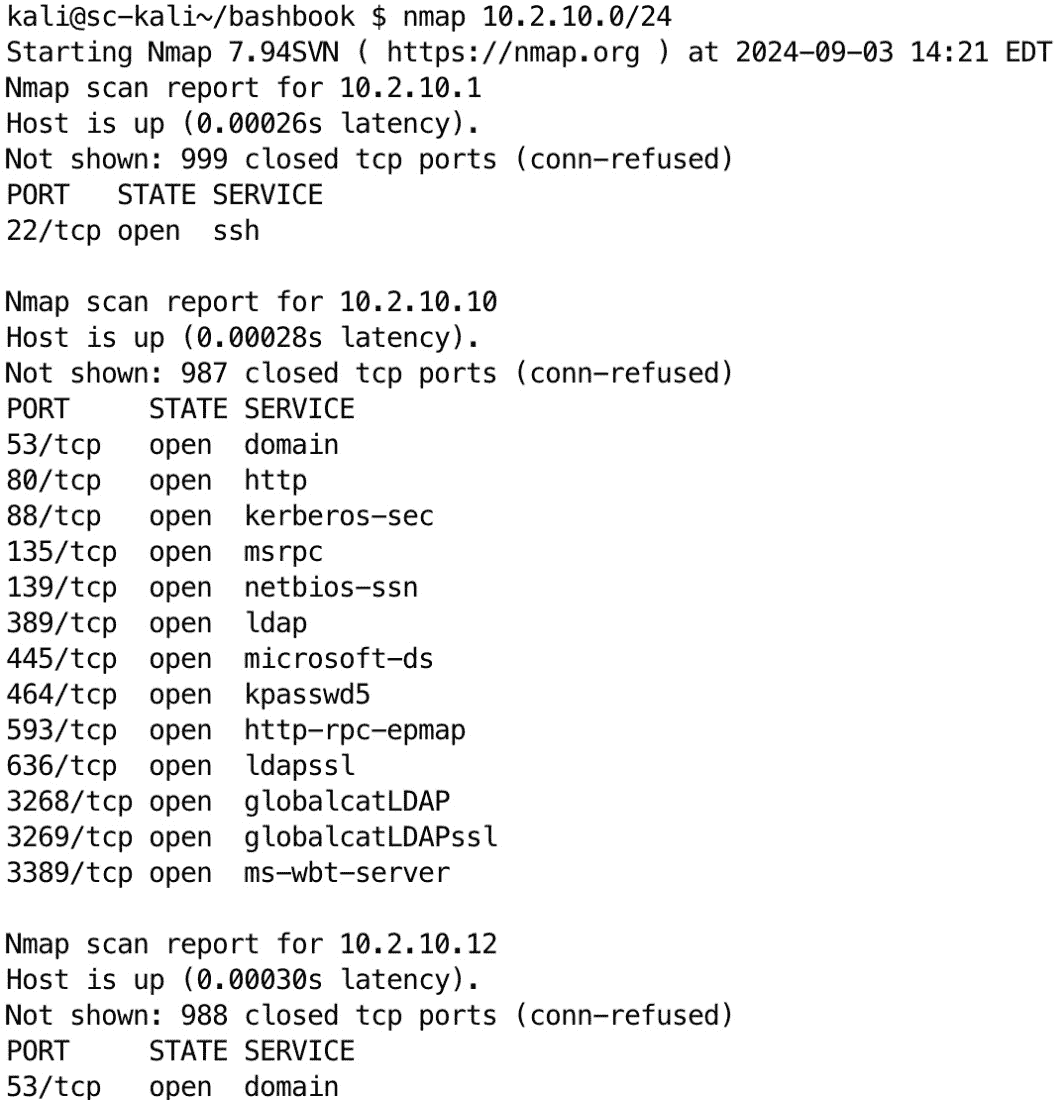 kali@sc-kali~/bashbook $ nmap 10.2.10.0/24
Starting Nmap 7.94SVN ( https://nmap.org ) at 2024-09-03 14:21 EDT
Nmap scan report for 10.2.10.1
Host is up (0.00026s latency).
Not shown: 999 closed tcp ports (conn-refused)
PORT   STATE SERVICE
22/tcp open  ssh

Nmap scan report for 10.2.10.10
Host is up (0.00028s latency).
Not shown: 987 closed tcp ports (conn-refused)
PORT     STATE SERVICE
53/tcp   open  domain
80/tcp   open  http
88/tcp   open  kerberos-sec
135/tcp  open  msrpc
139/tcp  open  netbios-ssn
389/tcp  open  ldap
445/tcp  open  microsoft-ds
464/tcp  open  kpasswd5
593/tcp  open  http-rpc-epmap
636/tcp  open  ldapssl
3268/tcp open  globalcatLDAP
3269/tcp open  globalcatLDAPssl
3389/tcp open  ms-wbt-server

Nmap scan report for 10.2.10.12
Host is up (0.00030s latency).
Not shown: 988 closed tcp ports (conn-refused)
PORT     STATE SERVICE
53/tcp   open  domain